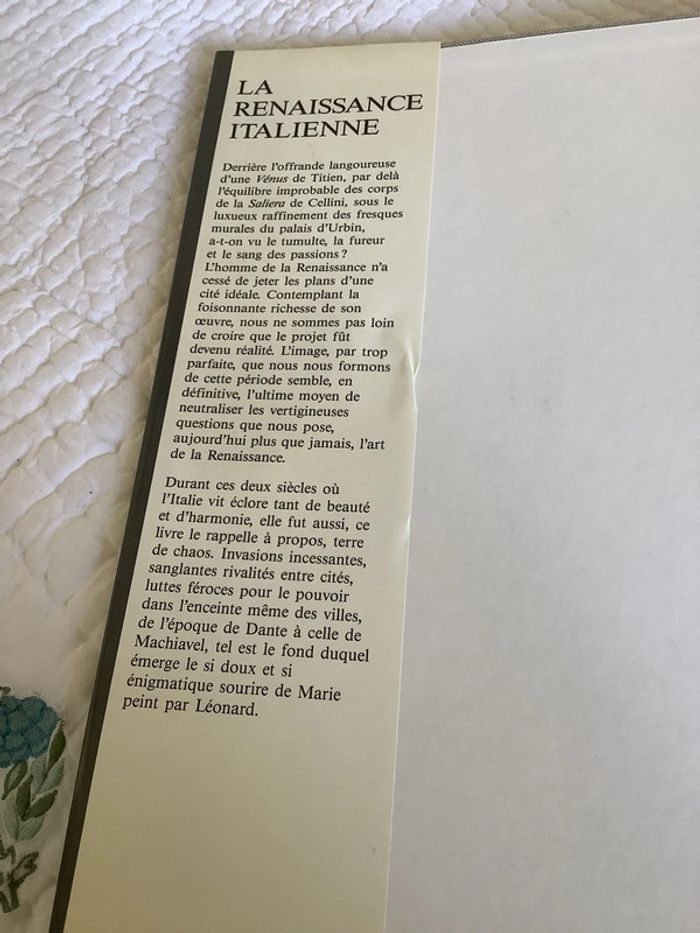 LA
RENAISSANCE
ITALIENNE
Derrière l'offrande langoureuse
d'une Vénus de Titien, par delà
l'équilibre improbable des corps
de la Saliera de Cellini, sous le
luxueux raffinement des fresques
murales du palais d'Urbin,
a-t-on vu le tumulte, la fureur
et le sang des passions ?
L'homme de la Renaissance n'a
cessé de jeter les plans d'une
cité idéale. Contemplant la
foisonnante richesse de son
œuvre, nous ne sommes pas loin
de croire que le projet fût
devenu réalité. L'image, par trop
parfaite, que nous nous formons
de cette période semble, en
définitive, l'ultime moyen de
neutraliser les vertigineuses
questions que nous pose,
aujourd'hui plus que jamais, l'art
de la Renaissance.
Durant ces deux siècles où
l'Italie vit éclore tant de beauté
et d'harmonie, elle fut aussi, ce
livre le rappelle à propos, terre
de chaos. Invasions incessantes,
sanglantes rivalités entre cités,
luttes féroces pour le pouvoir
dans l'enceinte même des villes,
de l'époque de Dante à celle de
Machiavel, tel est le fond duquel
émerge le si doux et si
énigmatique sourire de Marie
peint par Léonard.